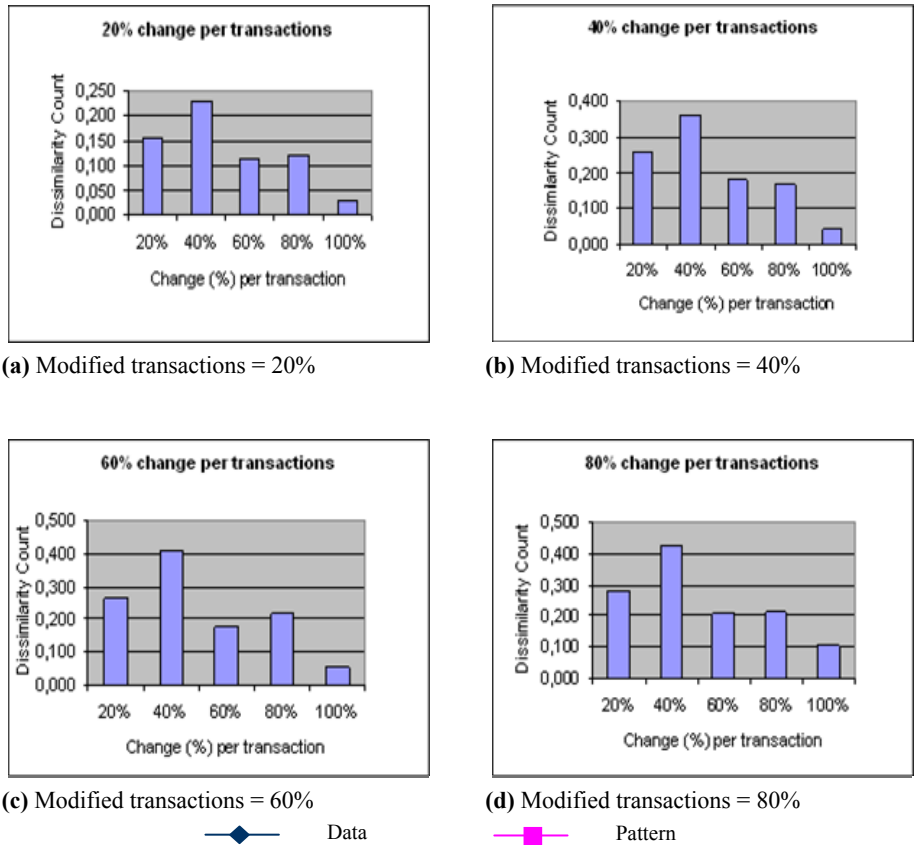 20% change per transactions
Dissimilarity Count
0,250
0,200
0,150
0,100
0,050
0,000
20% 40% 60% 80% 100%
Change (%) per transaction
(a) Modified transactions = 20%
40% change per transactions
Dissimilarity Count
0,400
0,300
0,200
0,100
0,000
20% 40% 60% 80% 100%
Change (%) per transaction
(b) Modified transactions = 40%
60% change per transactions
Dissimilarity Count
0,500
0,400
0,300
0,200
0,100
0,000
20% 40% 60% 80% 100%
Change (%) per transaction
(c) Modified transactions = 60%
80% change per transactions
Dissimilarity Count
0,500
0,400
0,300
0,200
0,100
0,000
20% 40% 60% 80% 100%
Change (%) per transaction
(d) Modified transactions = 80%
Data
Pattern